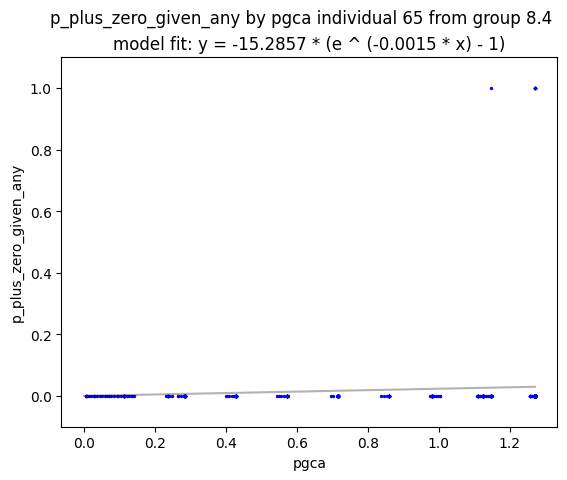 p_plus_zero_given_any by pgca individual 65 from group 8.4
model fit: y = -15.2857 * (e ^ (-0.0015 * x) - 1)
1.0
0.8
0.6
0.4
0.2
0.0
p_plus_zero_given_any
0.0 0.2 0.4 0.6 0.8 1.0 1.2
pgca